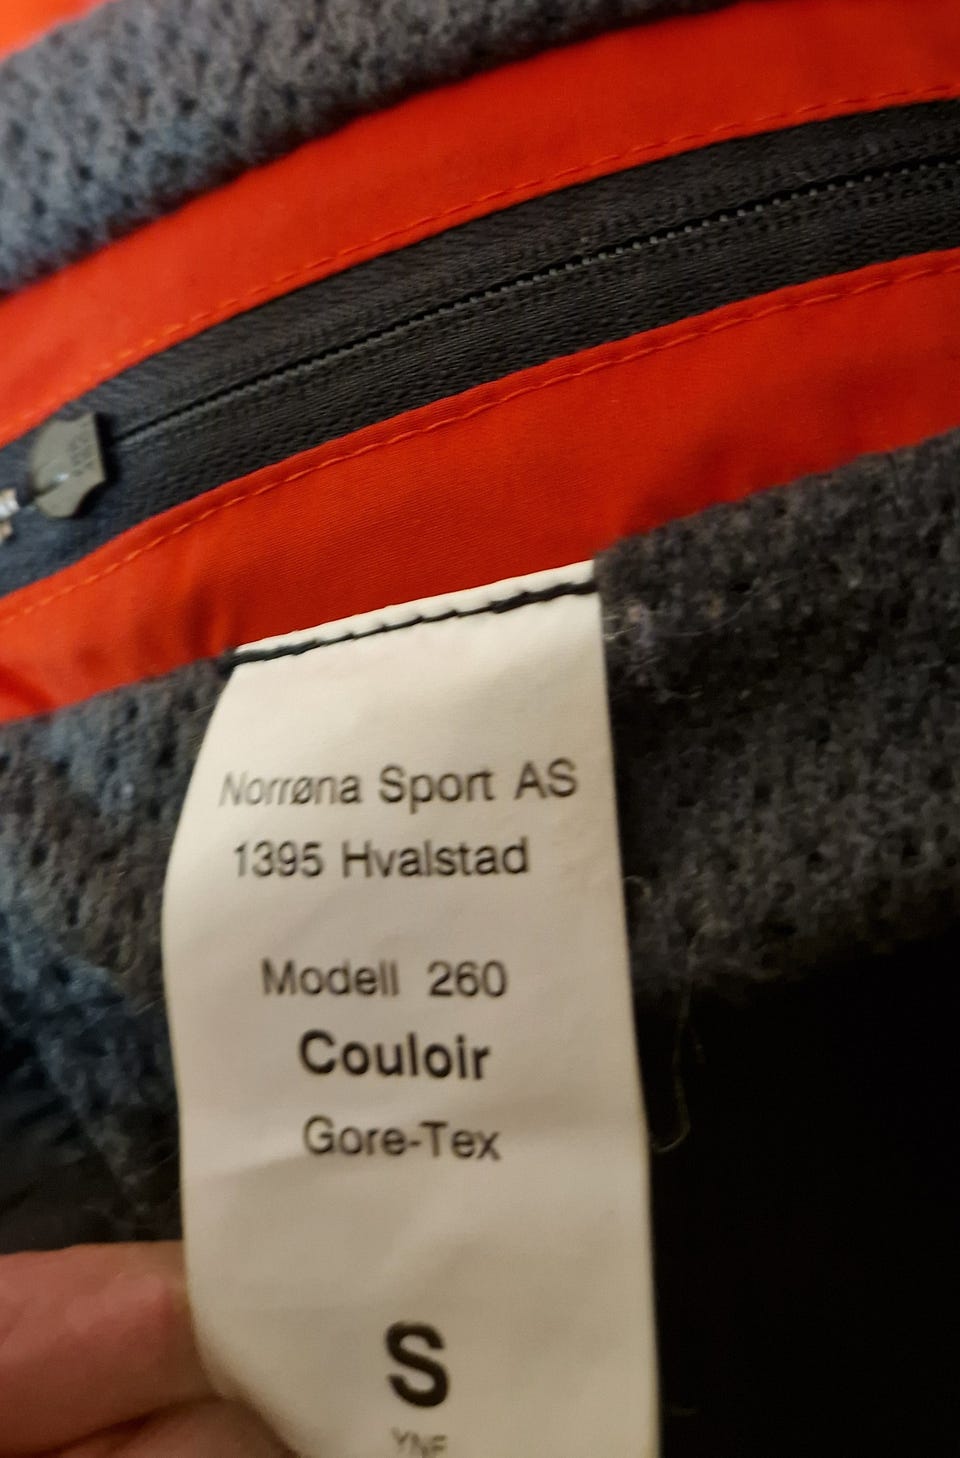 Norrøna Sport AS
1395 Hvalstad
Modell 260
Couloir
Gore-Tex
S